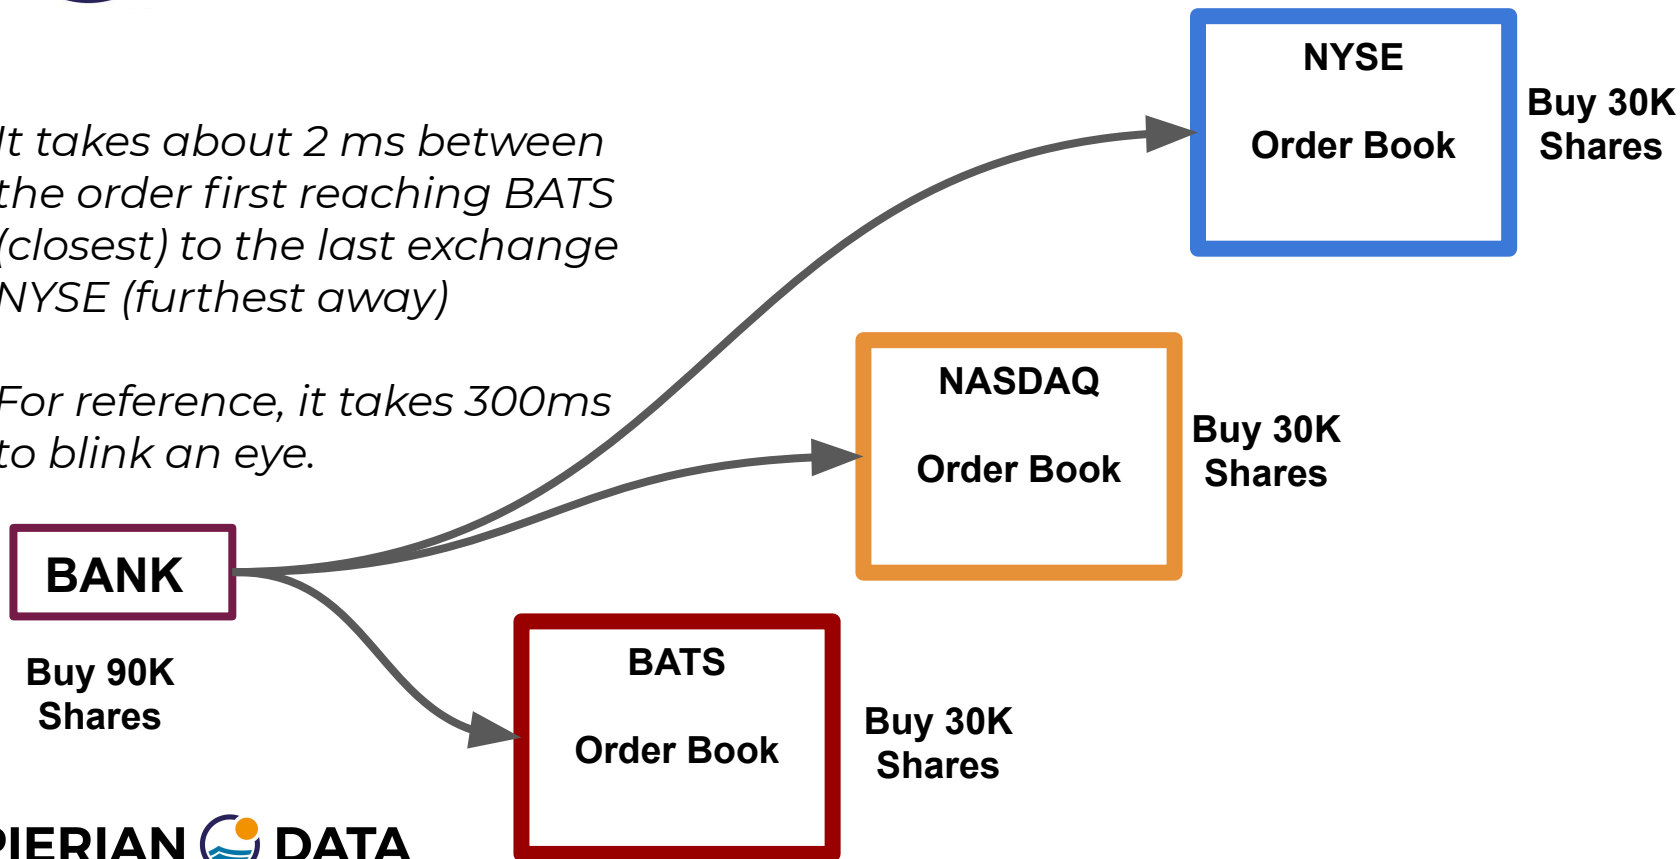 It takes about 2 ms between
the order first reaching BATS
(closest) to the last exchange
NYSE (furthest away)
For reference, it takes 300ms
to blink an eye.
BANK
Buy 90K
Shares
NYSE
Order Book
Buy 30K
Shares
NASDAQ
Order Book
Buy 30K
Shares
BATS
Order Book
Buy 30K
Shares
PIERIAN DATA